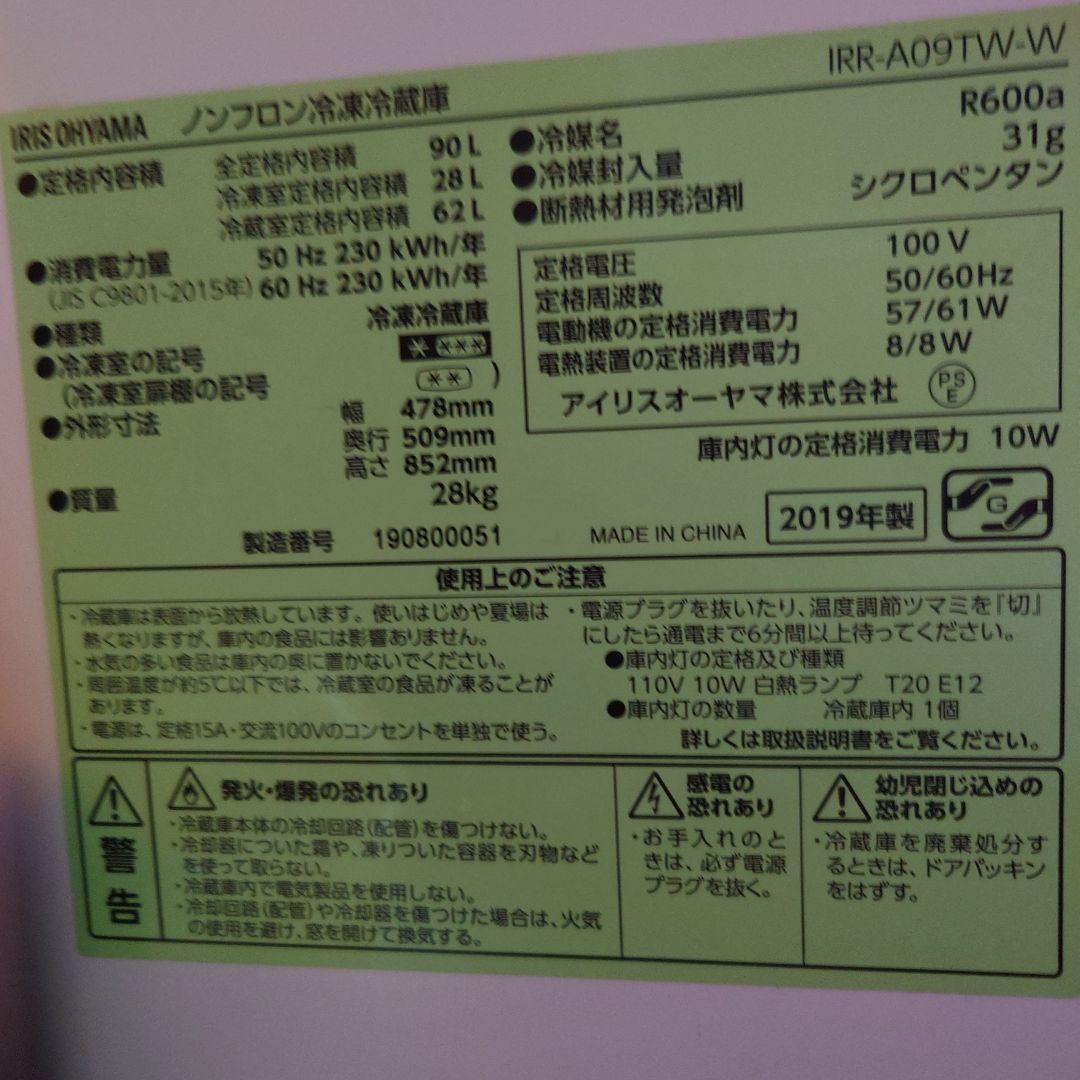 IRIS OHYAMA ノンフロン冷凍冷蔵庫 IRR-A09TW-W
●定格内容積 全定格内容積 90 L
冷凍室定格内容積 28 L
冷蔵室定格内容積 62 L
●消費電力量 50 Hz 230 kWh/年
(JIS C9801-2015年) 60 Hz 230 kWh/年
●種類 冷凍冷蔵庫
●冷凍室の記号 * ***
(冷凍室扉棚の記号 ** )
●外形寸法 幅 478mm
奥行 509mm
高さ 852mm
●質量 28kg
製造番号 190800051
●冷媒名 R600a
●冷媒封入量 31g
●断熱材用発泡剤 シクロペンタン
定格電圧 100 V
定格周波数 50/60Hz
電動機の定格消費電力 57/61W
電熱装置の定格消費電力 8/8W
アイリスオーヤマ株式会社 PSE
庫内灯の定格消費電力 10W
MADE IN CHINA 2019年製 G
使用上のご注意
・冷蔵庫は表面から放熱しています。使いはじめや夏場は
熱くなりますが、庫内の食品には影響ありません。
・水気の多い食品は庫内の奥に置かないでください。
・周囲温度が約5℃以下では、冷蔵室の食品が凍ることが
あります。
・電源は、定格15A・交流100Vのコンセントを単独で使う。
・電源プラグを抜いたり、温度調節ツマミを『切』
にしたら通電まで6分間以上待ってください。
●庫内灯の定格及び種類
110V 10W 白熱ランプ T20 E12
●庫内灯の数量 冷蔵庫内 1個
詳しくは取扱説明書をご覧ください。
警告
発火・爆発の恐れあり
・冷蔵庫本体の冷却回路(配管)を傷つけない。
・冷却器についた霜や、凍りついた容器を刃物など
を使って取らない。
・冷蔵庫内で電気製品を使用しない。
・冷却回路(配管)や冷却器を傷つけた場合は、火気
の使用を避け、窓を開けて換気する。
感電の
恐れあり
・お手入れのと
きは、必ず電源
プラグを抜く。
幼児閉じ込めの
恐れあり
・冷蔵庫を廃棄処分す
るときは、ドアパッキン
をはずす。